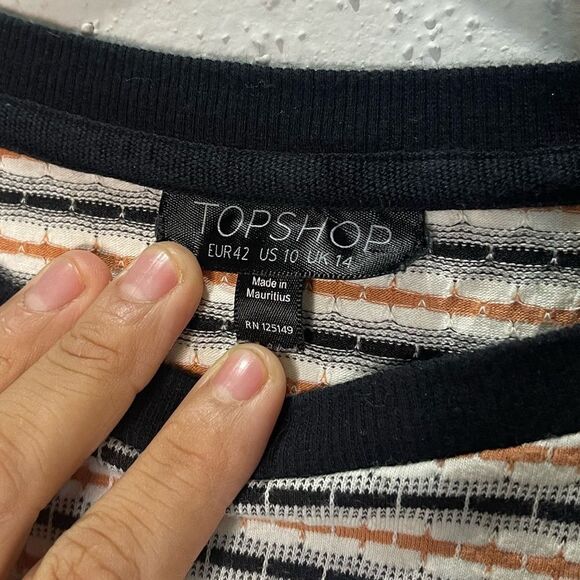 TOPSHOP
EUR42 US 10 UK 14
Made in
Mauritius
RN 125149